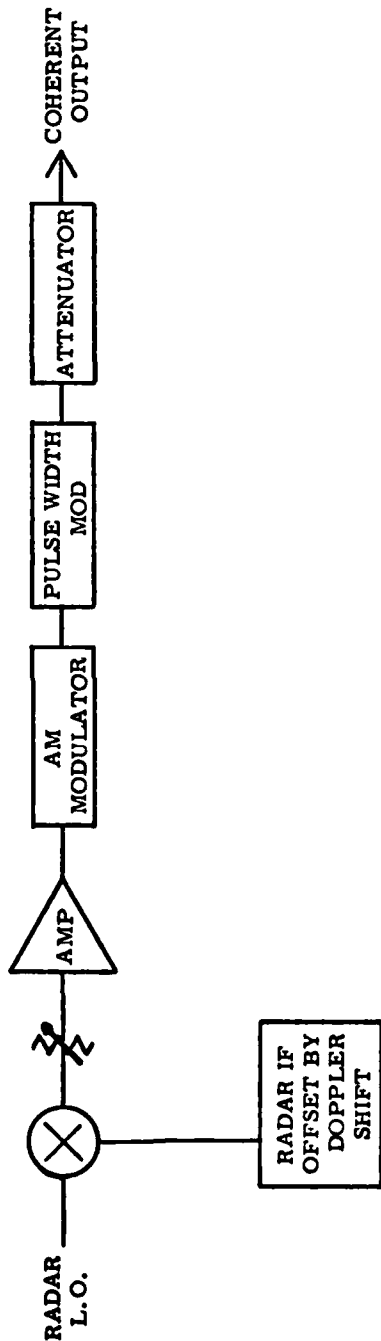 RADAR
L.O.
RADAR IF
OFFSET BY
DOPPLER
SHIFT
AMP
AM
MODULATOR
PULSE WIDTH
MOD
ATTENUATOR
COHERENT
OUTPUT